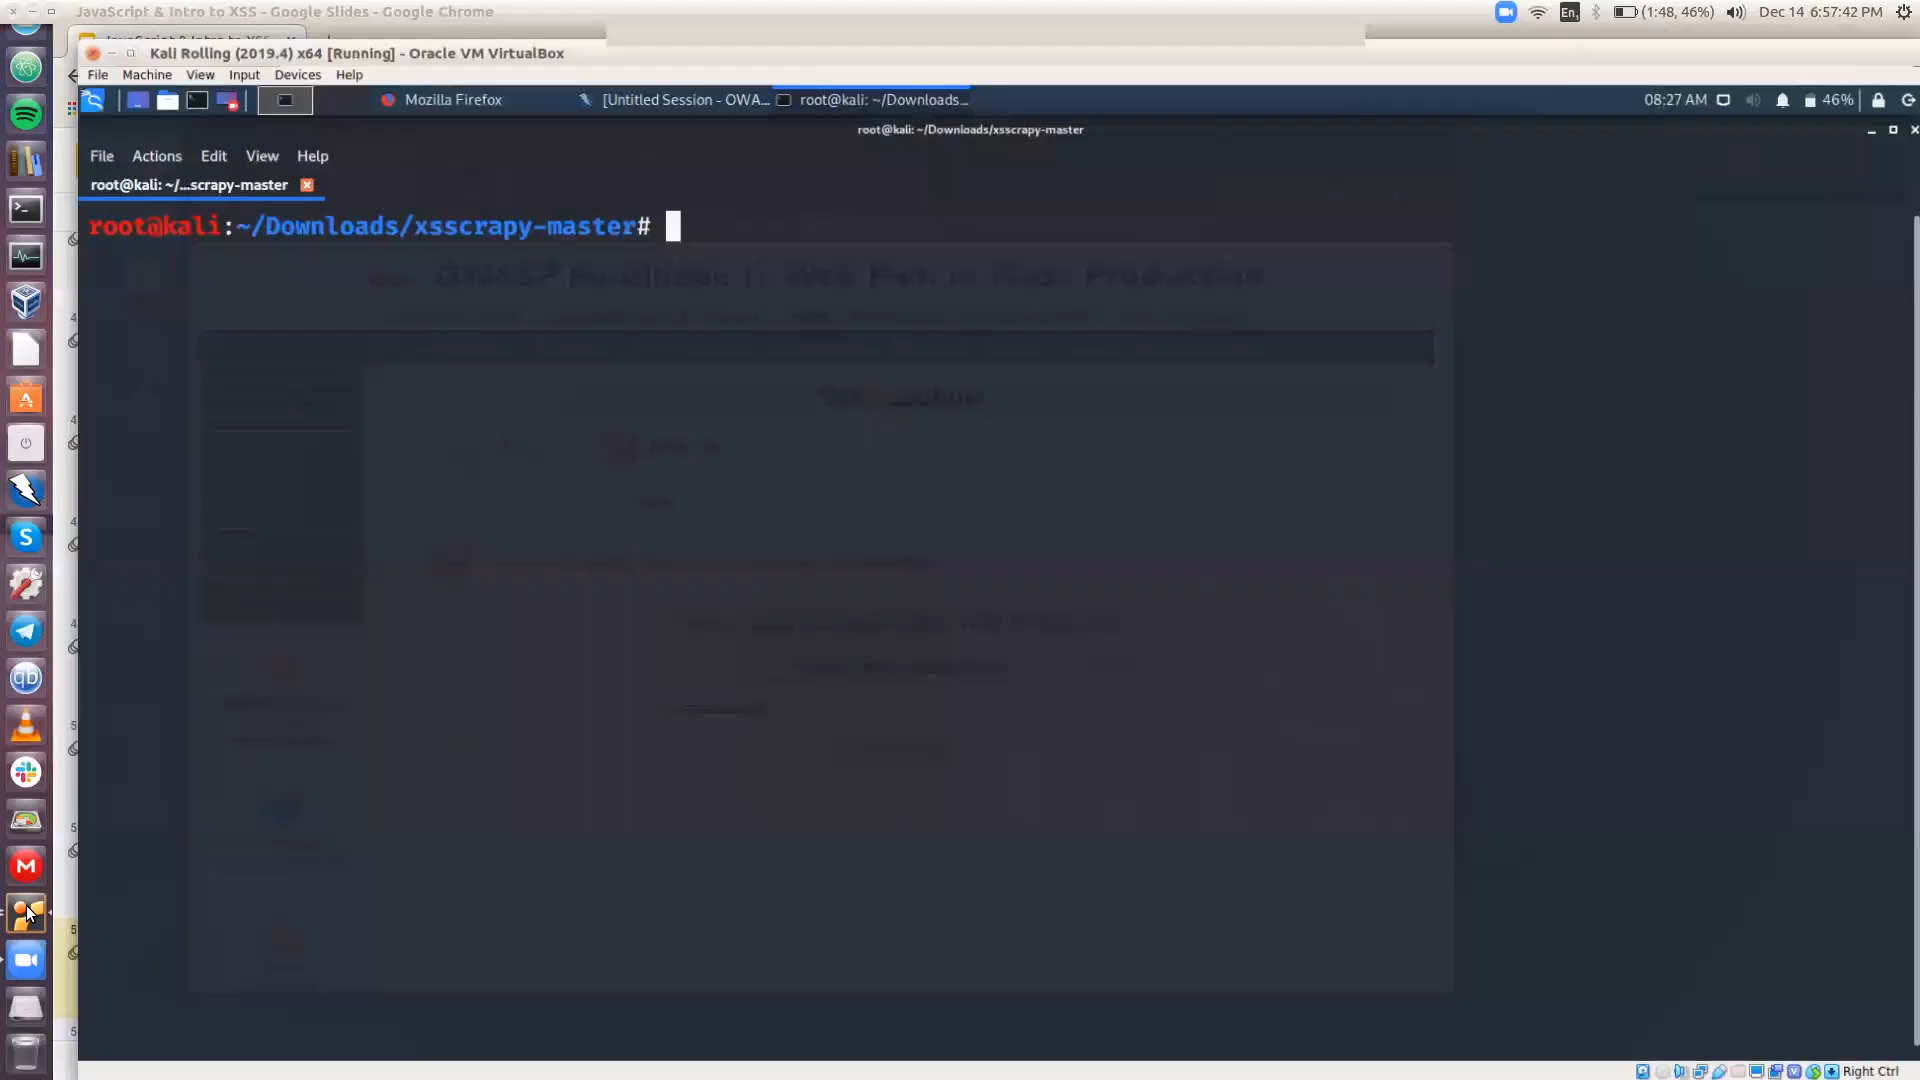 JavaScript & Intro to XSS - Google Slides - Google Chrome
En
(1:48, 46%)
Dec 14 6:57:42 PM
Kali Rolling (2019.4) x64 [Running] - Oracle VM VirtualBox
File Machine View Input Devices Help
Mozilla Firefox
[Untitled Session - OWA...
root@kali: ~/Downloads...
08:27 AM
46%
root@kali: ~/Downloads/xsscrapy-master
File Actions Edit View Help
root@kali: ~/...scrapy-master
root@kali:~/Downloads/xsscrapy-master#
Right Ctrl